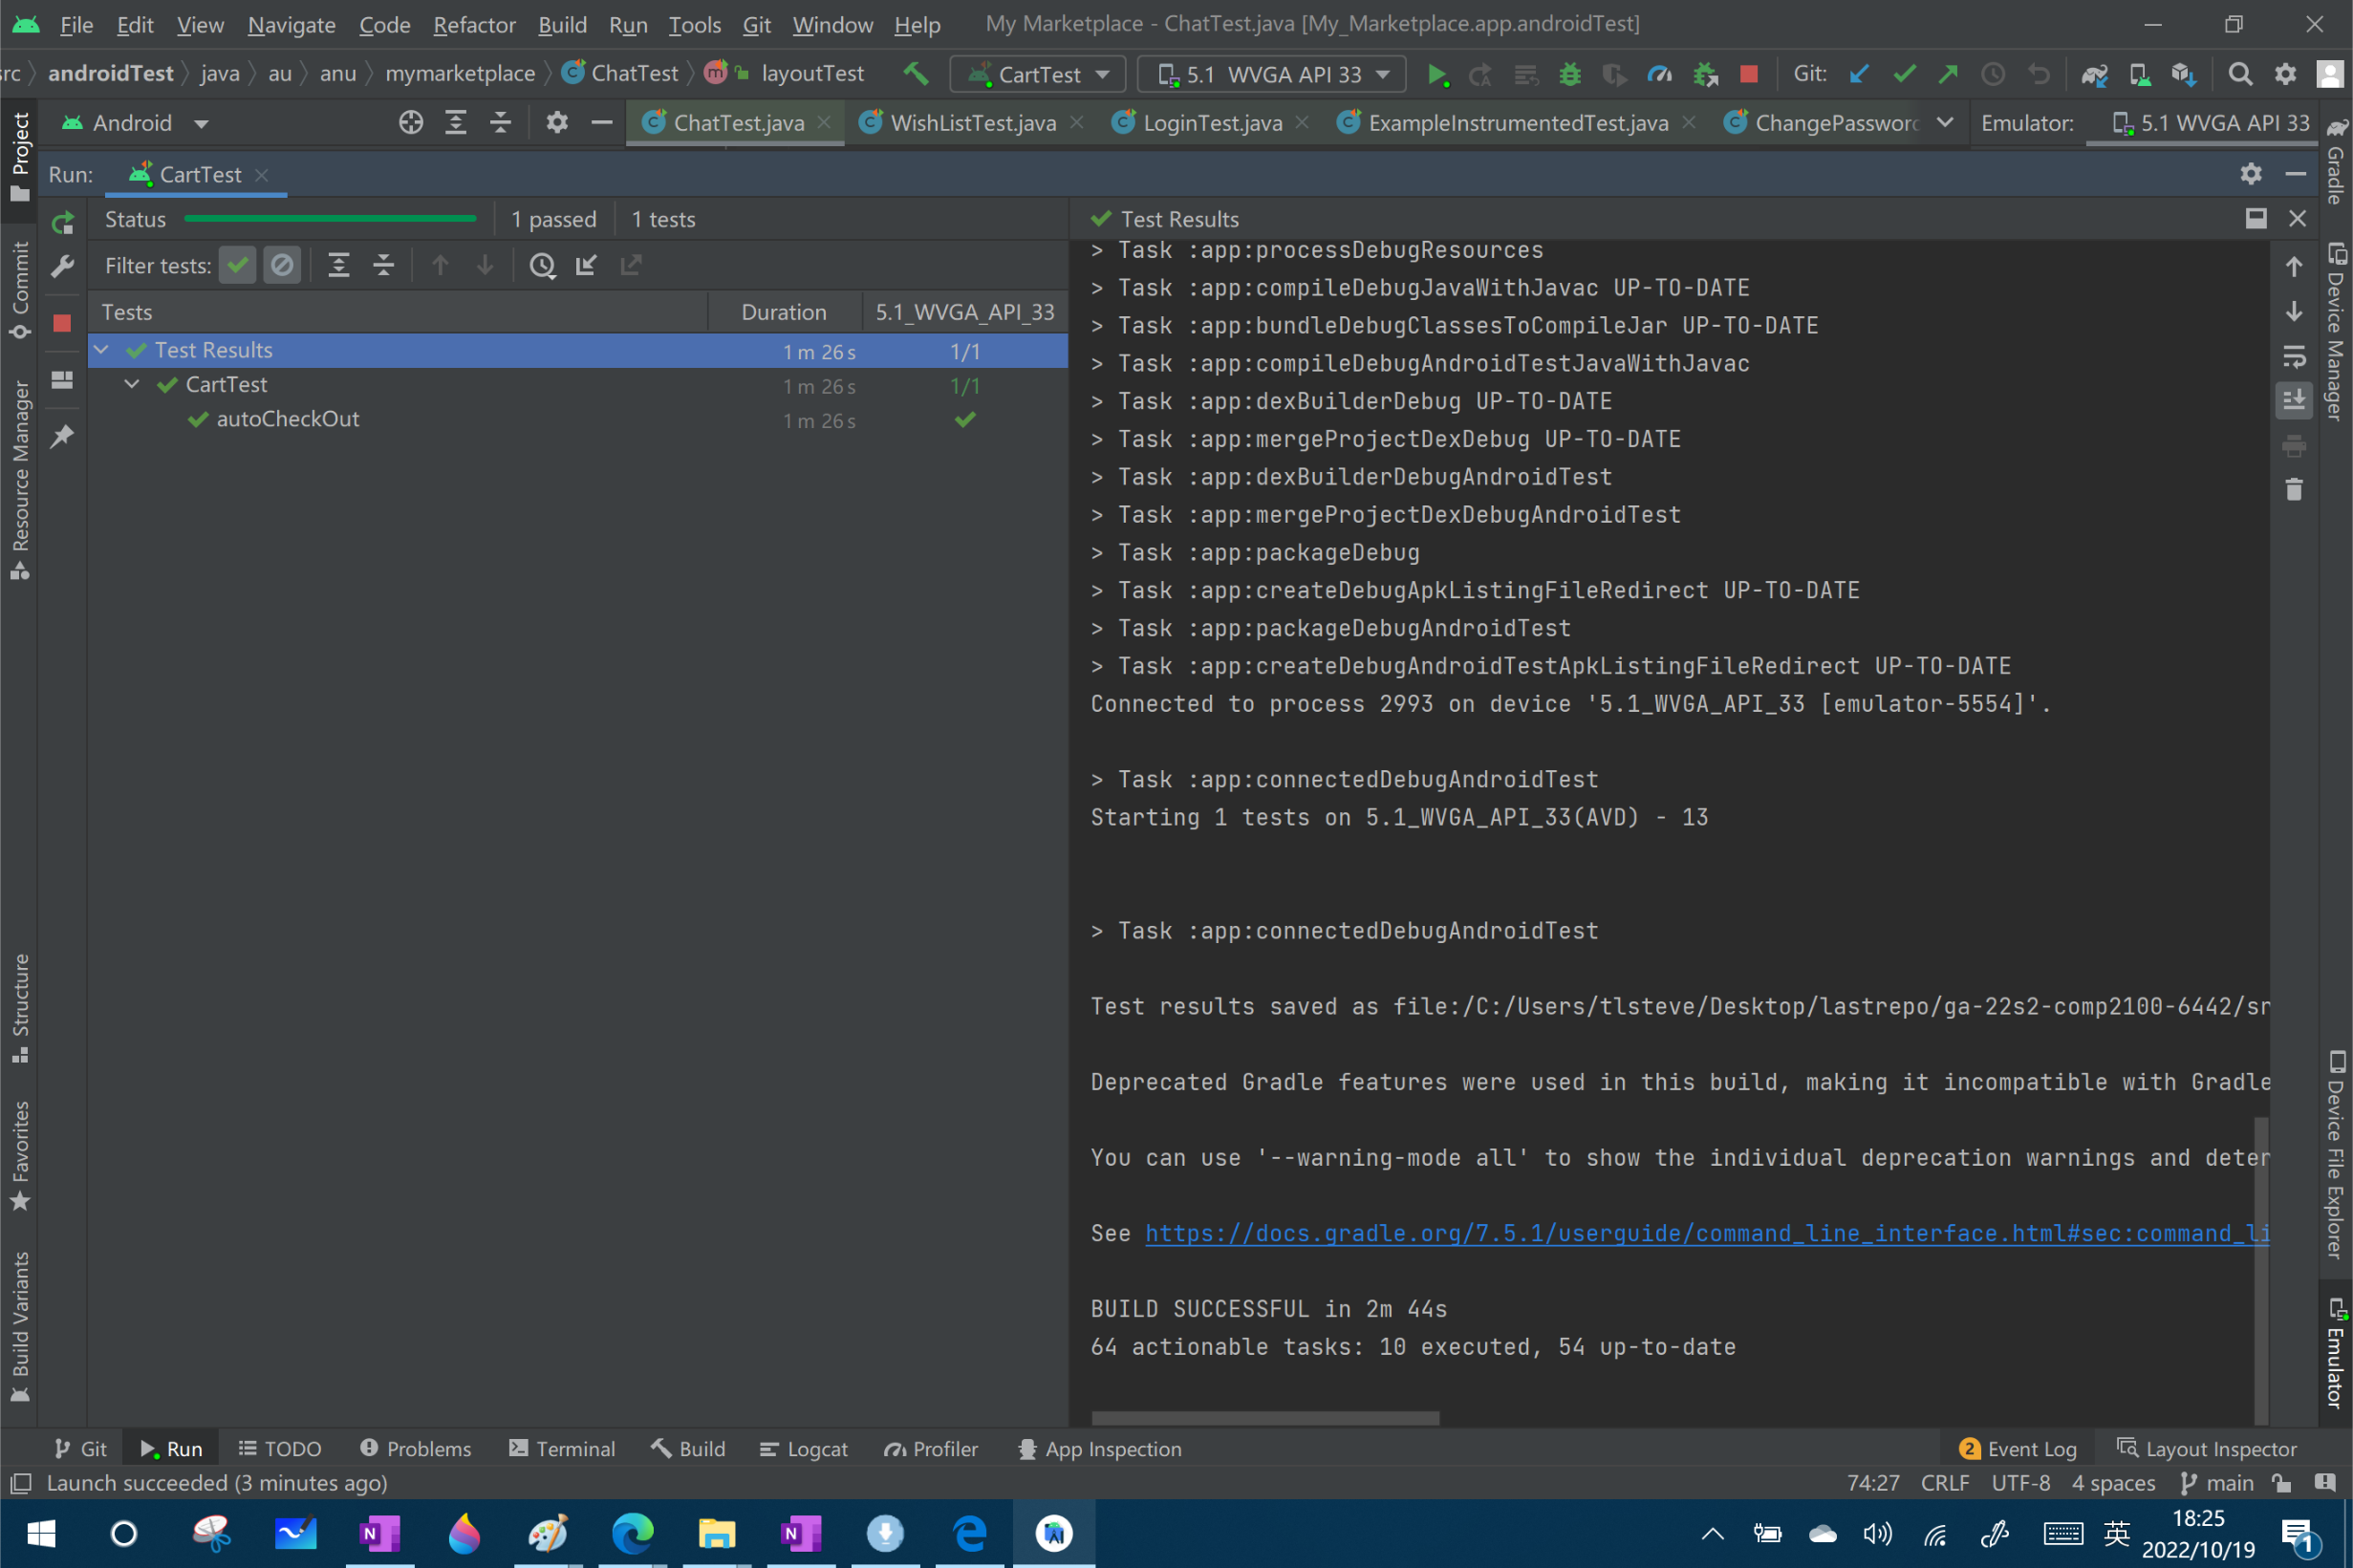 File Edit View Navigate Code Refactor Build Run Tools Git Window Help My Marketplace - ChatTest.java [My_Marketplace.app.androidTest]
src androidTest java au anu mymarketplace ChatTest layoutTest CartTest 5.1 WVGA API 33 Git:
Android ChatTest.java WishListTest.java LoginTest.java ExampleInstrumentedTest.java ChangePassword Emulator: 5.1 WVGA API 33
Run: CartTest
Status 1 passed 1 tests
Filter tests:
Tests Duration 5.1_WVGA_API_33
Test Results 1 m 26 s 1/1
CartTest 1 m 26 s 1/1
autoCheckOut 1 m 26 s
Test Results
> Task :app:processDebugResources
> Task :app:compileDebugJavaWithJavac UP-TO-DATE
> Task :app:bundleDebugClassesToCompileJar UP-TO-DATE
> Task :app:compileDebugAndroidTestJavaWithJavac
> Task :app:dexBuilderDebug UP-TO-DATE
> Task :app:mergeProjectDexDebug UP-TO-DATE
> Task :app:dexBuilderDebugAndroidTest
> Task :app:mergeProjectDexDebugAndroidTest
> Task :app:packageDebug
> Task :app:createDebugApkListingFileRedirect UP-TO-DATE
> Task :app:packageDebugAndroidTest
> Task :app:createDebugAndroidTestApkListingFileRedirect UP-TO-DATE
Connected to process 2993 on device '5.1_WVGA_API_33 [emulator-5554]'.
> Task :app:connectedDebugAndroidTest
Starting 1 tests on 5.1_WVGA_API_33(AVD) - 13
> Task :app:connectedDebugAndroidTest
Test results saved as file:/C:/Users/tlsteve/Desktop/lastrepo/ga-22s2-comp2100-6442/sr
Deprecated Gradle features were used in this build, making it incompatible with Gradle
You can use '--warning-mode all' to show the individual deprecation warnings and deter
See https://docs.gradle.org/7.5.1/userguide/command_line_interface.html#sec:command_li
BUILD SUCCESSFUL in 2m 44s
64 actionable tasks: 10 executed, 54 up-to-date
Project
Commit
Resource Manager
Structure
Favorites
Build Variants
Gradle
Device Manager
Device File Explorer
Emulator
Git Run TODO Problems Terminal Build Logcat Profiler App Inspection 2 Event Log Layout Inspector
Launch succeeded (3 minutes ago) 74:27 CRLF UTF-8 4 spaces main
英 18:25
2022/10/19
1